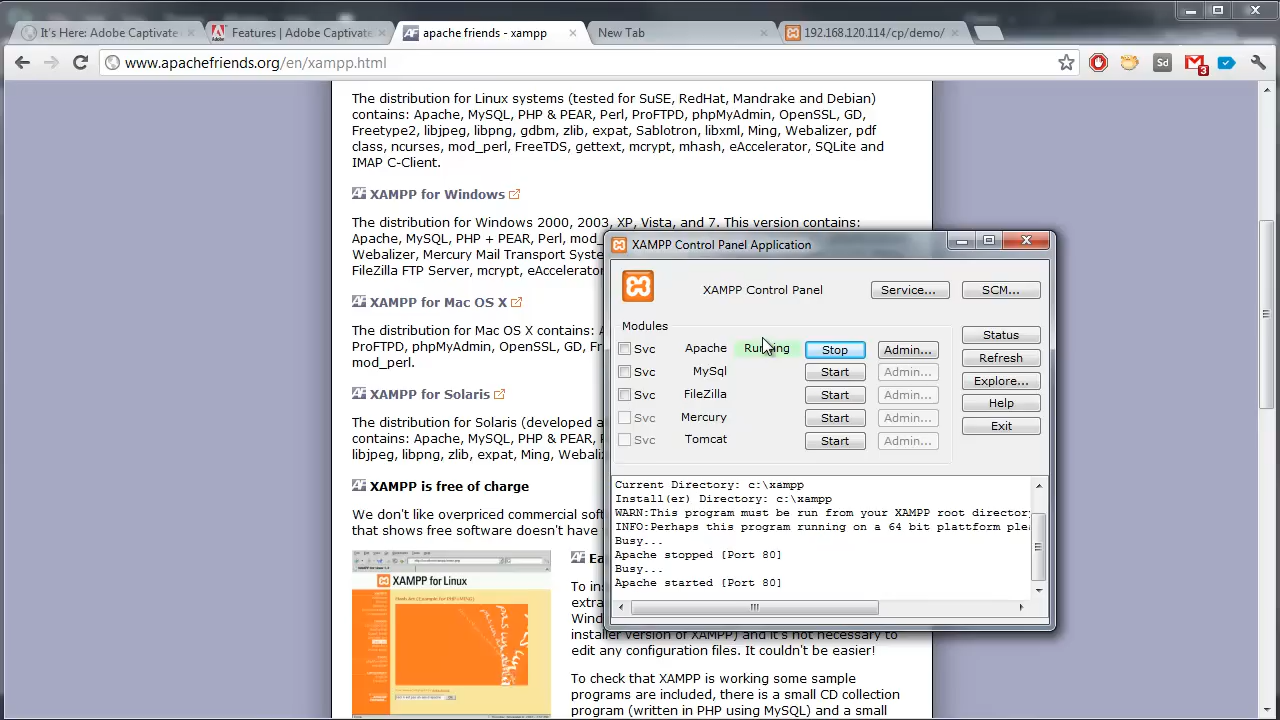 It's Here: Adobe Captivate
Features | Adobe Captivate
AF apache friends - xampp
New Tab
192.168.120.114/cp/demo/
www.apachefriends.org/en/xampp.html
Sd
3
The distribution for Linux systems (tested for SuSE, RedHat, Mandrake and Debian)
contains: Apache, MySQL, PHP & PEAR, Perl, ProFTPD, phpMyAdmin, OpenSSL, GD,
Freetype2, libjpeg, libpng, gdbm, zlib, expat, Sablotron, libxml, Ming, Webalizer, pdf
class, ncurses, mod_perl, FreeTDS, gettext, mcrypt, mhash, eAccelerator, SQLite and
IMAP C-Client.
AF XAMPP for Windows
The distribution for Windows 2000, 2003, XP, Vista, and 7. This version contains:
Apache, MySQL, PHP + PEAR, Perl, mod_
Webalizer, Mercury Mail Transport Syste
FileZilla FTP Server, mcrypt, eAccelerato
AF XAMPP for Mac OS X
The distribution for Mac OS X contains: A
ProFTPD, phpMyAdmin, OpenSSL, GD, Fr
mod_perl.
AF XAMPP for Solaris
The distribution for Solaris (developed a
contains: Apache, MySQL, PHP & PEAR, P
libjpeg, libpng, zlib, expat, Ming, Webali
AF XAMPP is free of charge
We don't like overpriced commercial sof
that shows free software doesn't have
XAMPP for Linux
AF Ea
To in
extra
Wind
installer version of XAMPP) and it's not necessary to
edit any configuration files. It couldn't be easier!
To check that XAMPP is working some sample
programs are included, there is a small CD collection
program (written in PHP using MySQL) and a small
XAMPP Control Panel Application
XAMPP Control Panel
Service...
SCM...
Modules
Svc Apache Running Stop Admin...
Svc MySql Start Admin...
Svc FileZilla Start Admin...
Svc Mercury Start Admin...
Svc Tomcat Start Admin...
Status
Refresh
Explore...
Help
Exit
Current Directory: c:\xampp
Install(er) Directory: c:\xampp
WARN:This program must be run from your XAMPP root director
INFO:Perhaps this program running on a 64 bit plattform ple
Busy...
Apache stopped [Port 80]
Busy...
Apache started [Port 80]